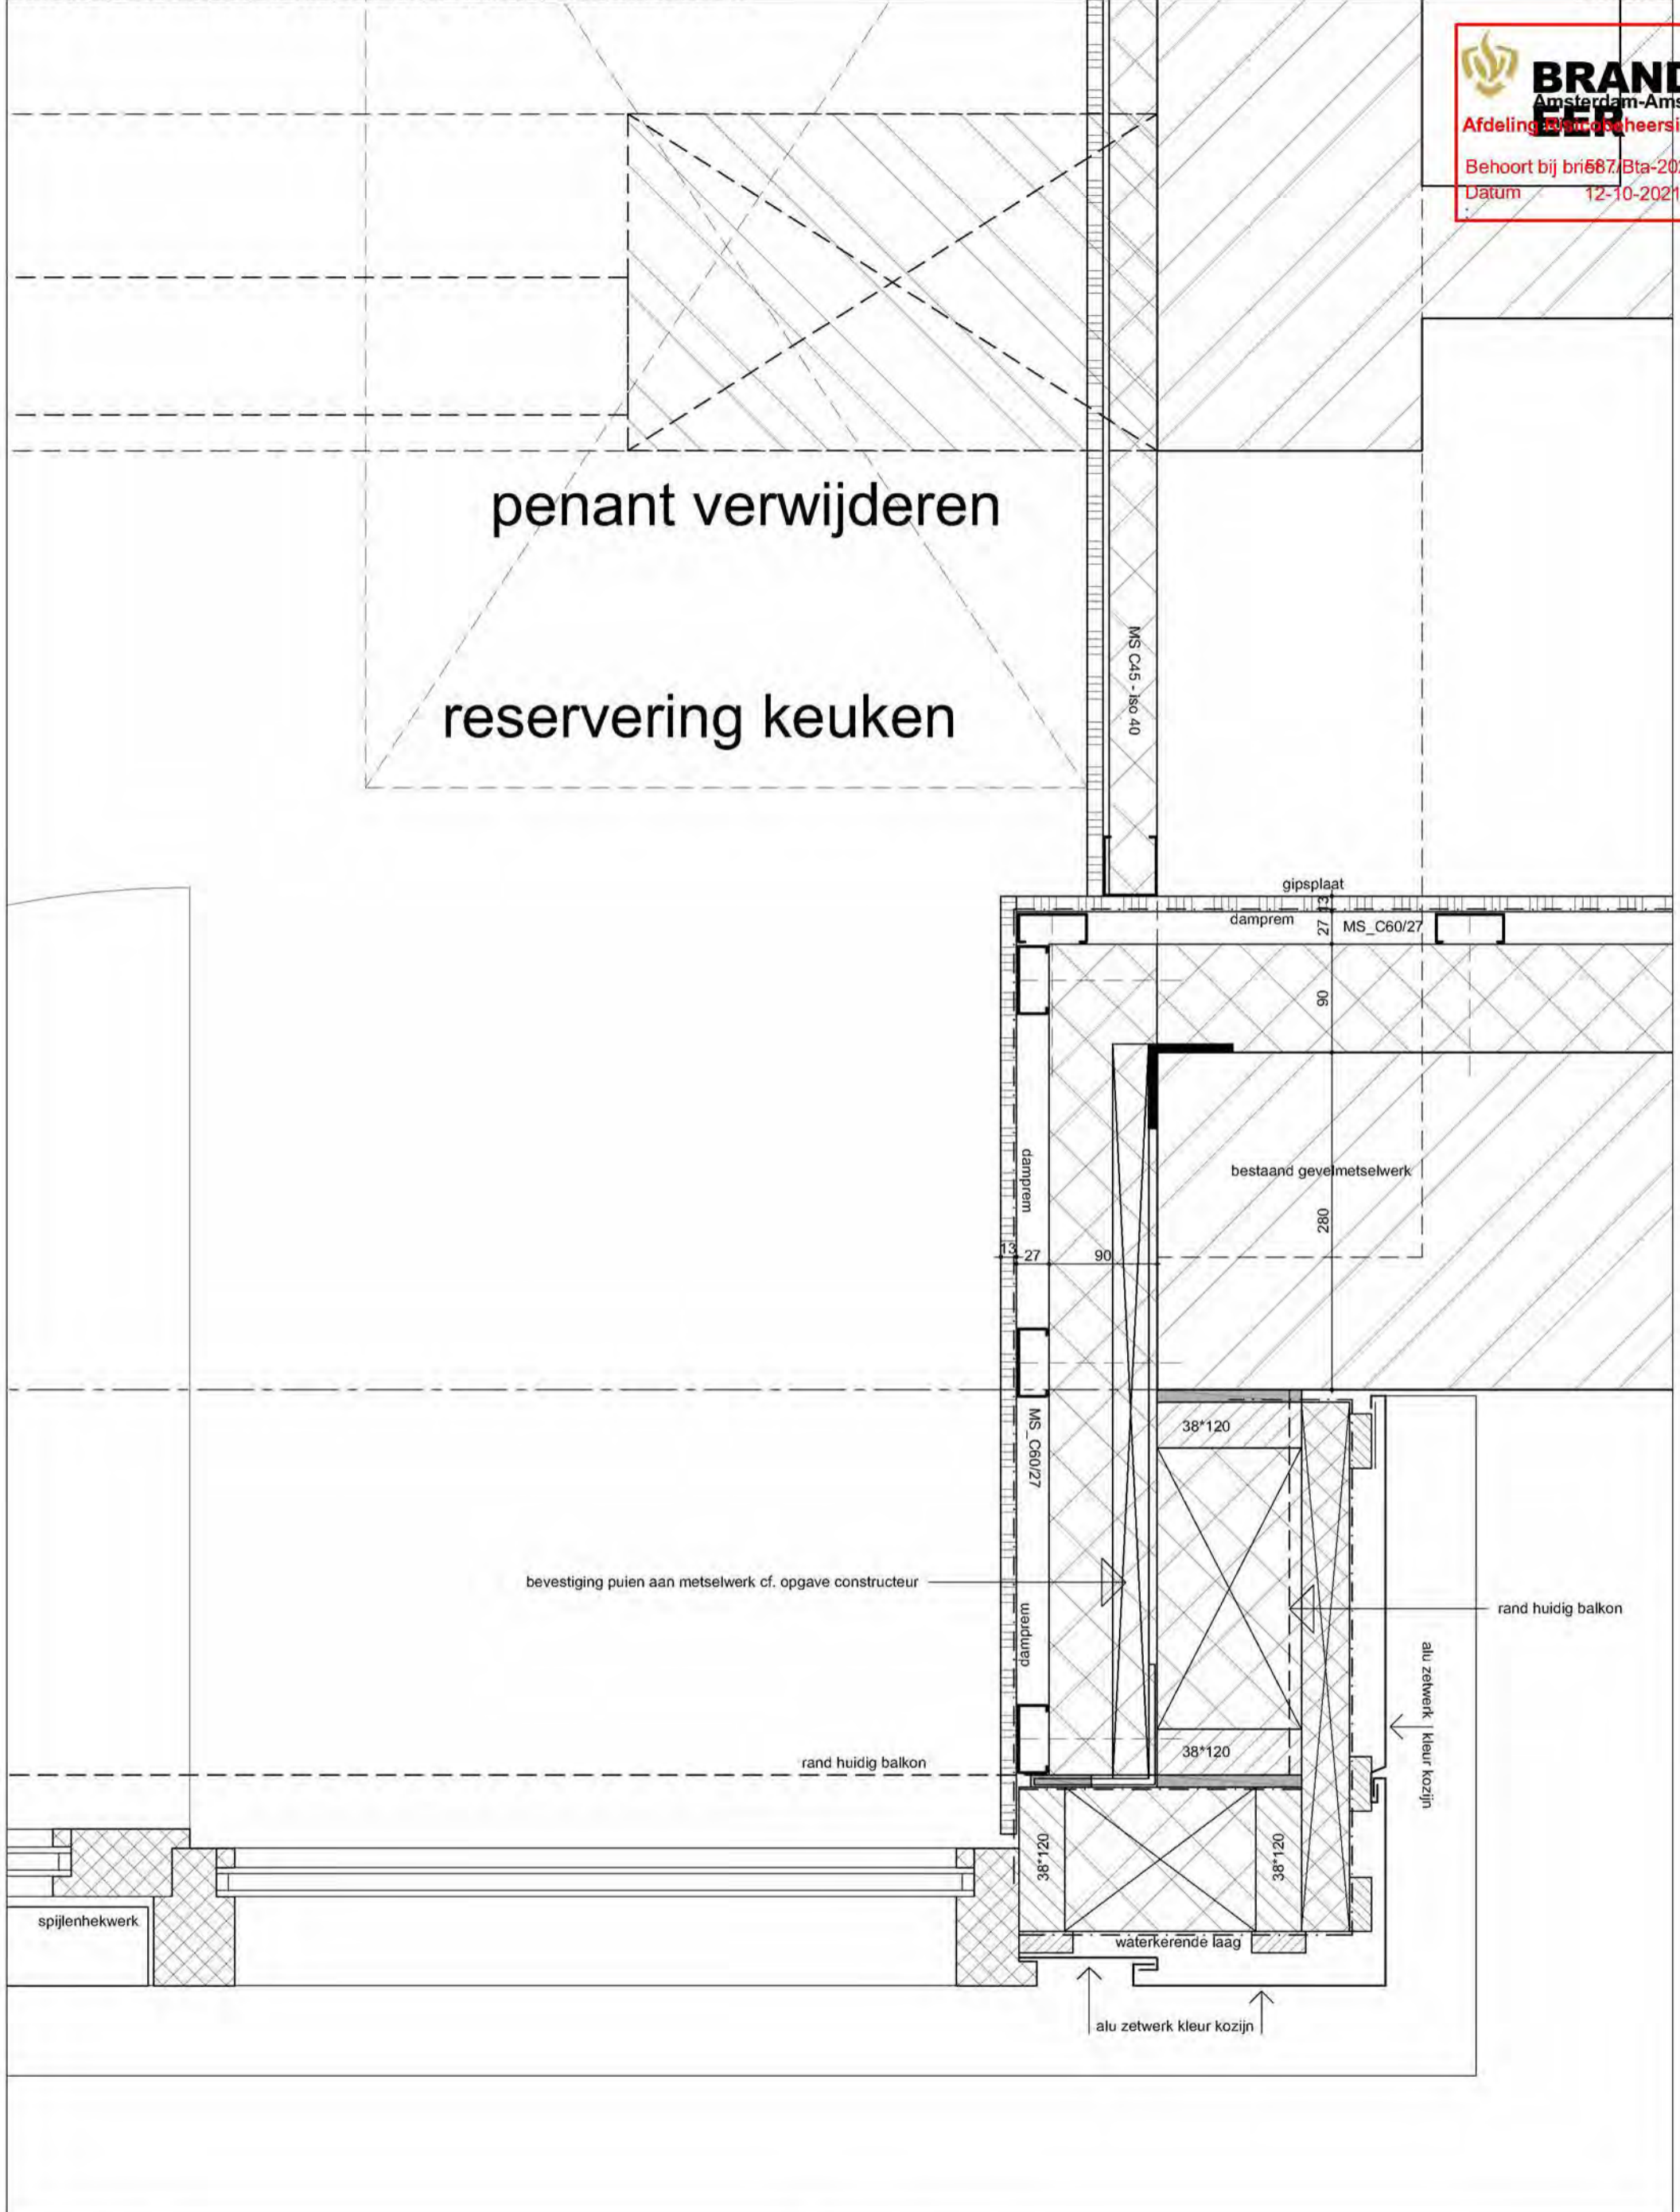 BRAND
EER
Amsterdam-Ams
Afdeling Risicobeheersi
Behoort bij brief 587/Bta-20
Datum 12-10-2021
:
penant verwijderen
MS C45 - iso 40
reservering keuken
gipsplaat
13
damprem
27
MS_C60/27
90
damprem
bestaand gevelmetselwerk
280
13
27
90
MS_C60/27
38*120
bevestiging puien aan metselwerk cf. opgave constructeur
damprem
rand huidig balkon
alu zetwerk kleur kozijn
38*120
rand huidig balkon
38*120
38*120
spijlenhekwerk
waterkerende laag
alu zetwerk kleur kozijn